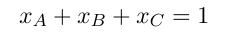 x_A + x_B + x_C = 1